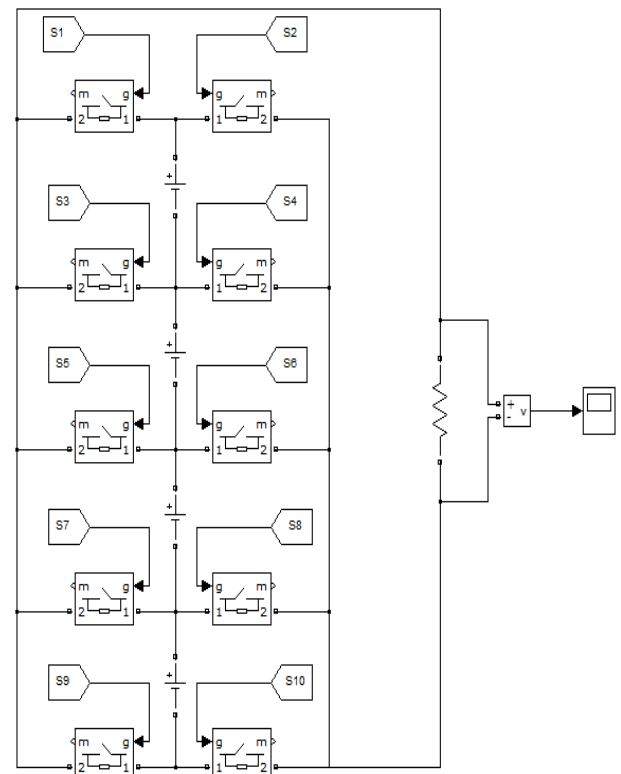 S1 S2
m g g m
2 1 1 2
+
S3 S4
m g g m
2 1 1 2
+
S5 S6
m g g m
2 1 1 2
+ - v
S7 S8
+
m g g m
2 1 1 2
+
S9 S10
m g g m
2 1 1 2